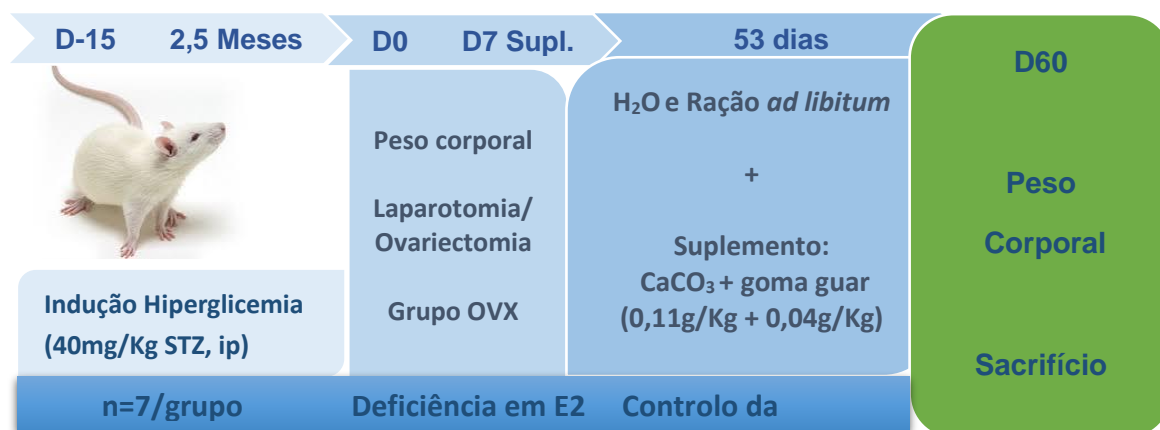 D-15 2,5 Meses
D0 D7 Supl.
53 dias
D60
Indução Hiperglicemia
(40mg/Kg STZ, ip)
Peso corporal
Laparotomia/
Ovariectomia
Grupo OVX
H₂O e Ração ad libitum
+
Suplemento:
CaCO₃ + goma guar
(0,11g/Kg + 0,04g/Kg)
Peso
Corporal
Sacrifício
n=7/grupo Deficiência em E2 Controlo da